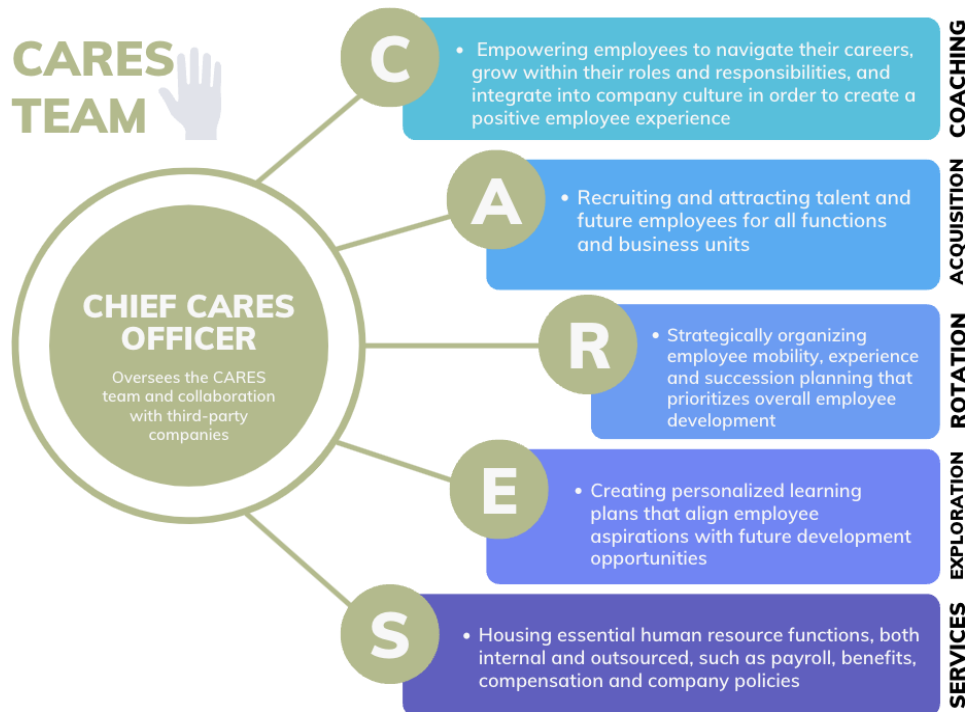 CARES
TEAM
CHIEF CARES
OFFICER
Oversees the CARES
team and collaboration
with third-party
companies
C
• Empowering employees to navigate their careers,
grow within their roles and responsibilities, and
integrate into company culture in order to create a
positive employee experience
COACHING
A
• Recruiting and attracting talent and
future employees for all functions
and business units
ACQUISITION
R
• Strategically organizing
employee mobility, experience
and succession planning that
prioritizes overall employee
development
ROTATION
E
• Creating personalized learning
plans that align employee
aspirations with future development
opportunities
EXPLORATION
S
• Housing essential human resource functions, both
internal and outsourced, such as payroll, benefits,
compensation and company policies
SERVICES